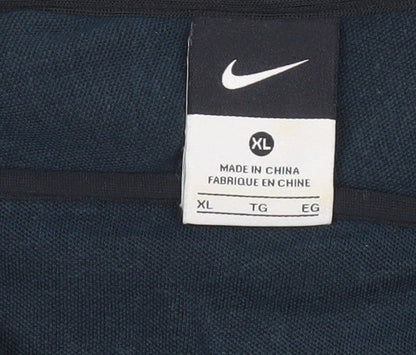 XL
MADE IN CHINA
FABRIQUE EN CHINE
XL TG EG